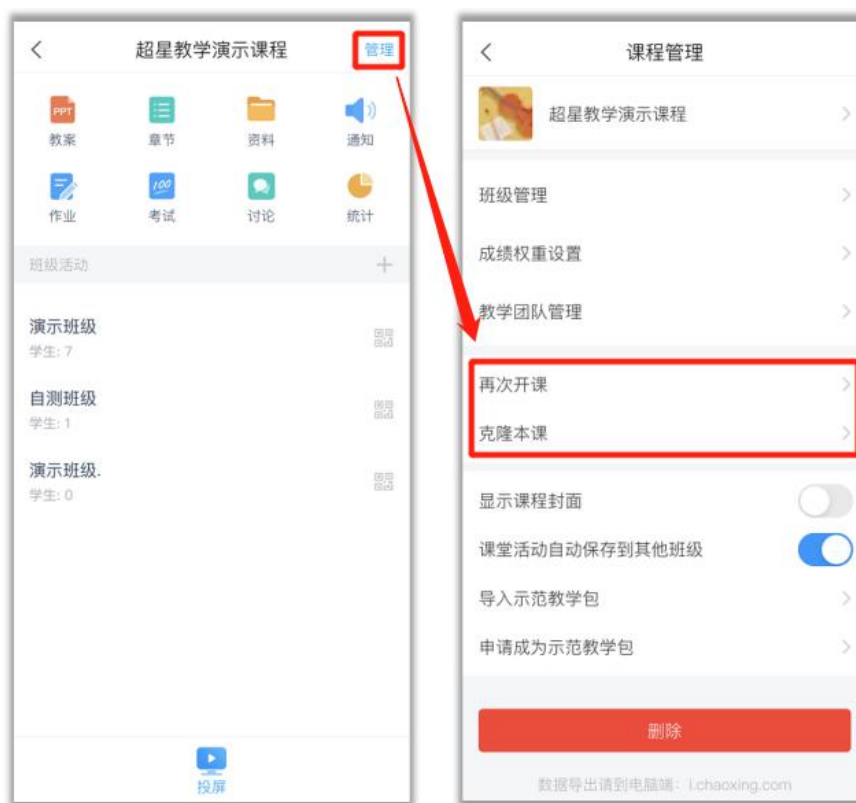 超星教学演示课程
管理
PPT
教案
章节
资料
通知
作业
100
考试
讨论
统计
班级活动
演示班级
学生: 7
自测班级
学生: 1
演示班级.
学生: 0
投屏
课程管理
超星教学演示课程
班级管理
成绩权重设置
教学团队管理
再次开课
克隆本课
显示课程封面
课堂活动自动保存到其他班级
导入示范教学包
申请成为示范教学包
删除
数据导出请到电脑端: i.chaoxing.com